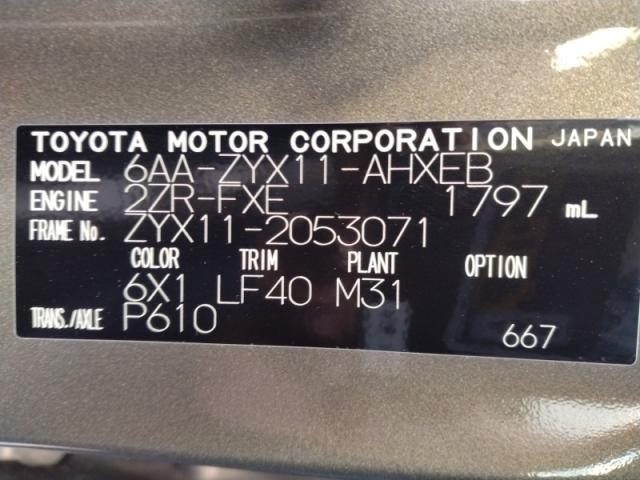 TOYOTA MOTOR CORPORATION JAPAN
MODEL 6AA-ZYX11-AHXEB
ENGINE 2ZR-FXE 1797 mL
FRAME No. ZYX11-2053071
COLOR TRIM PLANT OPTION
6X1 LF40 M31
TRANS./AXLE P610
667